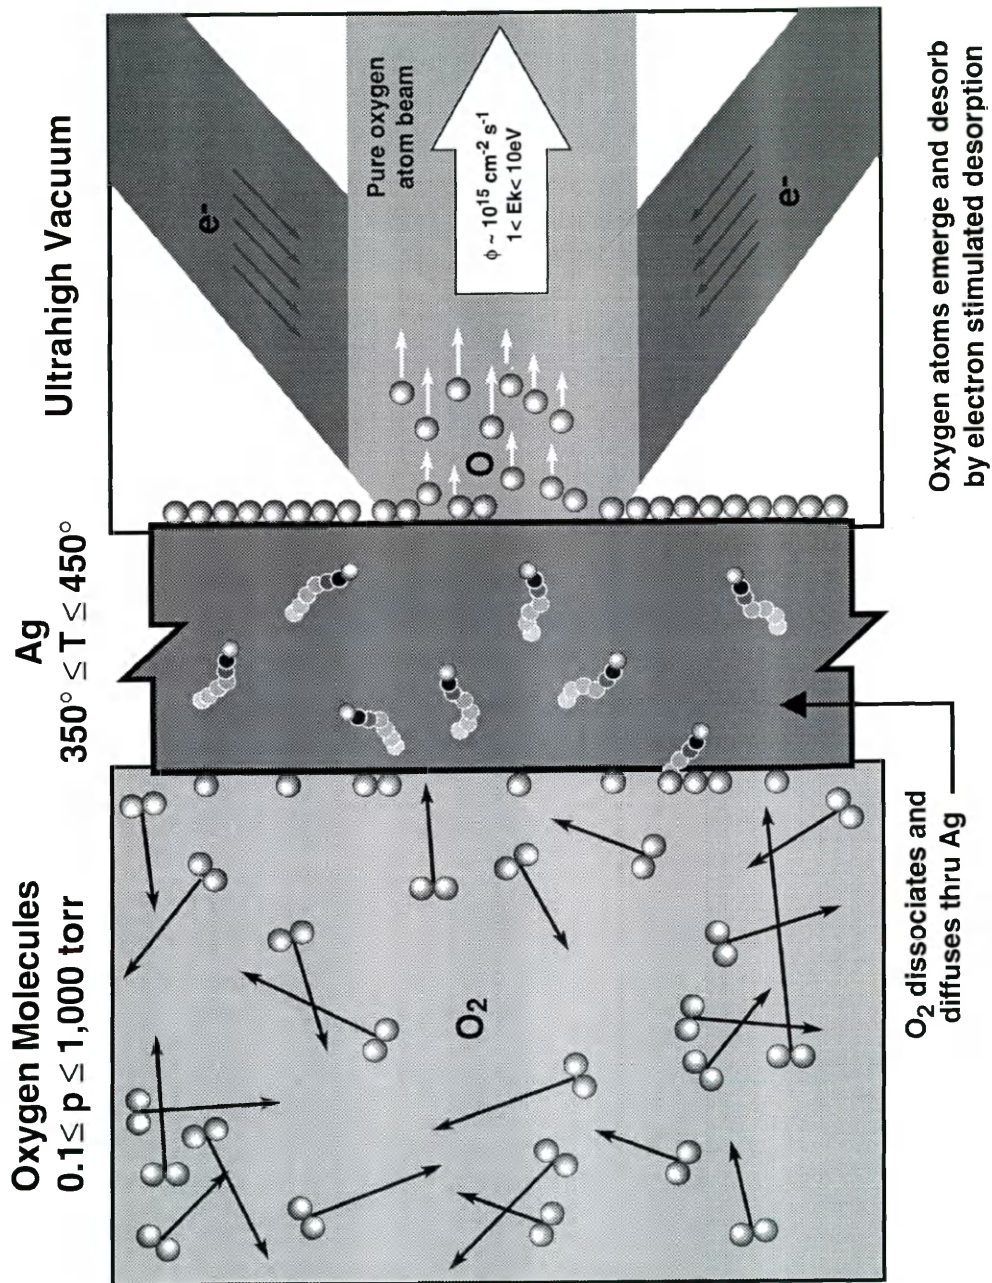 Oxygen Molecules
0.1 ≤ p ≤ 1,000 torr
Ag
350° ≤ T ≤ 450°
Ultrahigh Vacuum
O₂
O
e-
e-
Pure oxygen
atom beam
ϕ ~ 10¹⁵ cm⁻² s⁻¹
1< Ek< 10eV
O₂ dissociates and
diffuses thru Ag
Oxygen atoms emerge and desorb
by electron stimulated desorption